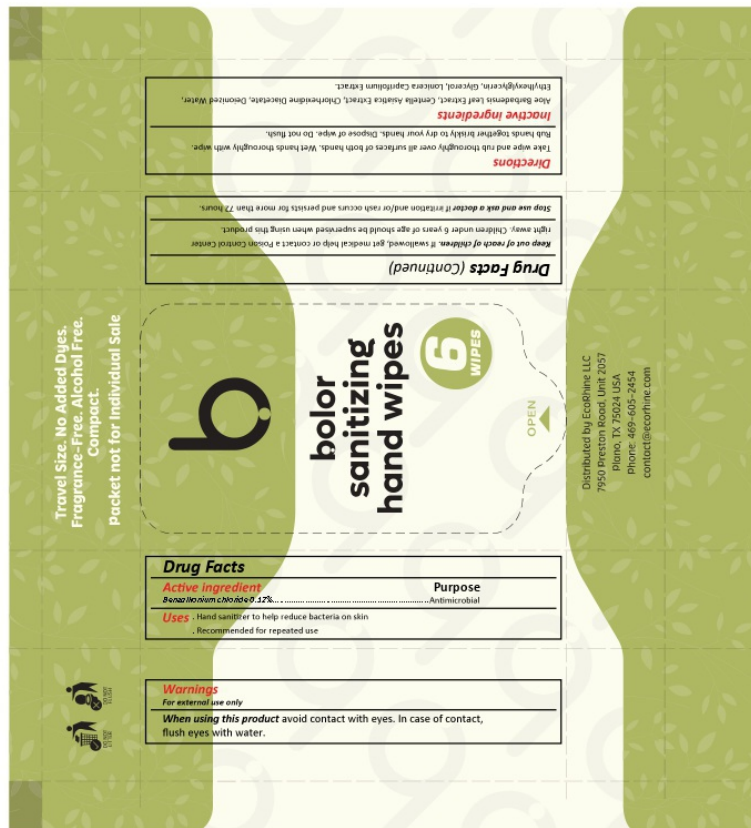 Travel Size. No Added Dyes.
Fragrance-Free. Alcohol Free.
Compact.
Packet not for Individual Sale
b
bolor
sanitizing
hand wipes
6
WIPES
OPEN
Distributed by EcoRhine LLC
7950 Preston Road, Unit 2057
Plano, TX 75024 USA
Phone: 469-605-2454
contact@ecorhine.com
Drug Facts
Active ingredient Purpose
Benzalkonium chloride 0.12%................Antimicrobial
Uses . Hand sanitizer to help reduce bacteria on skin
. Recommended for repeated use
Warnings
For external use only
When using this product avoid contact with eyes. In case of contact,
flush eyes with water.
Drug Facts (Continued)
Keep out of reach of children. If swallowed, get medical help or contact a Poison Control Center
right away. Children under 6 years of age should be supervised when using this product.
Stop use and ask a doctor if irritation and/or rash occurs and persists for more than 72 hours.
Directions
Take wipe and rub thoroughly over all surfaces of both hands. Wet hands thoroughly with wipe.
Rub hands together briskly to dry your hands. Dispose of wipe. Do not flush.
Inactive ingredients
Aloe Barbadensis Leaf Extract, Centella Asiatica Extract, Chlorhexidine Diacetate, Deionized Water,
Ethylhexylglycerin, Glycerol, Lonicera Caprifolium Extract.
DO NOT
FLUSH